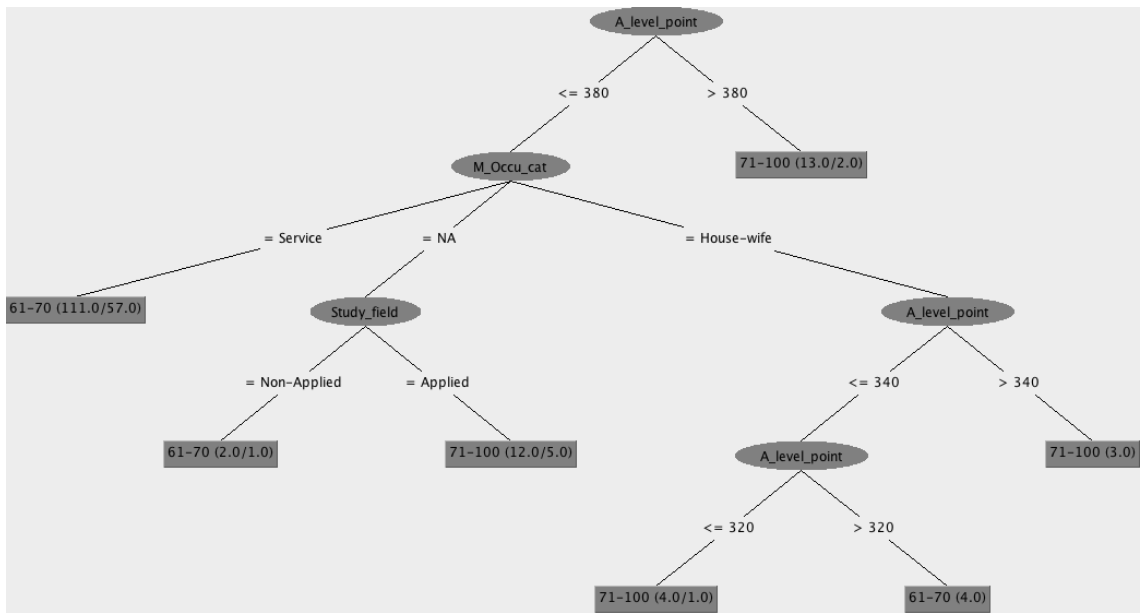 A_level_point
<= 380
> 380
M_Occu_cat
71-100 (13.0/2.0)
= Service
= NA
= House-wife
61-70 (111.0/57.0)
Study_field
A_level_point
= Non-Applied
= Applied
<= 340
> 340
61-70 (2.0/1.0)
71-100 (12.0/5.0)
A_level_point
71-100 (3.0)
<= 320
> 320
71-100 (4.0/1.0)
61-70 (4.0)